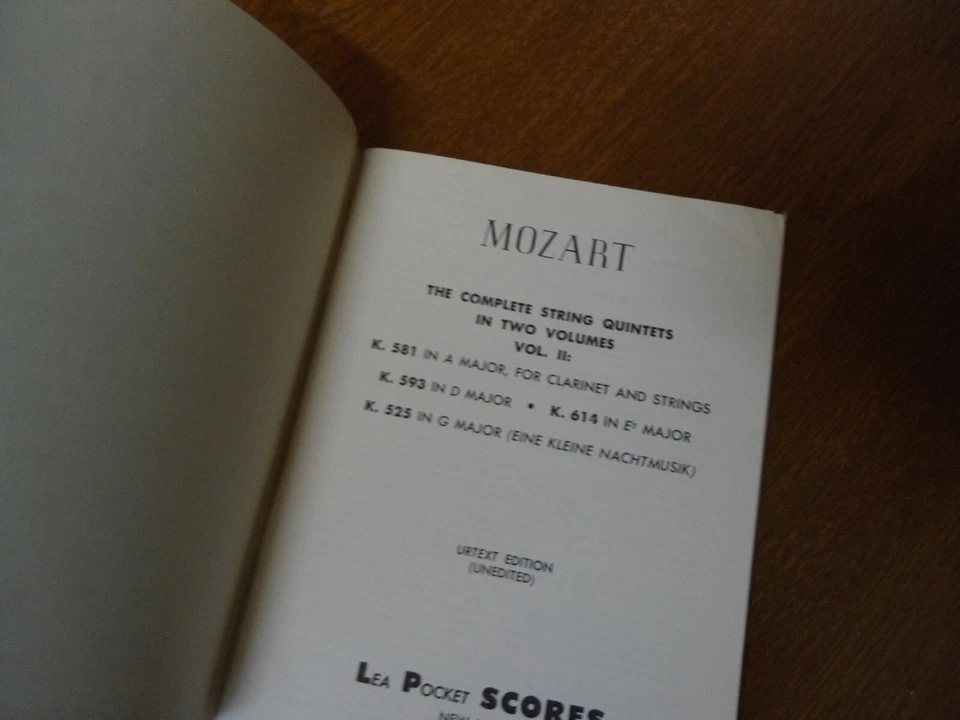 MOZART
THE COMPLETE STRING QUINTETS
IN TWO VOLUMES
VOL. II:
K. 581 IN A MAJOR, FOR CLARINET AND STRINGS
K. 593 IN D MAJOR • K. 614 IN E♭ MAJOR
K. 525 IN G MAJOR (EINE KLEINE NACHTMUSIK)
URTEXT EDITION
(UNEDITED)
LEA POCKET SCORES
NEW